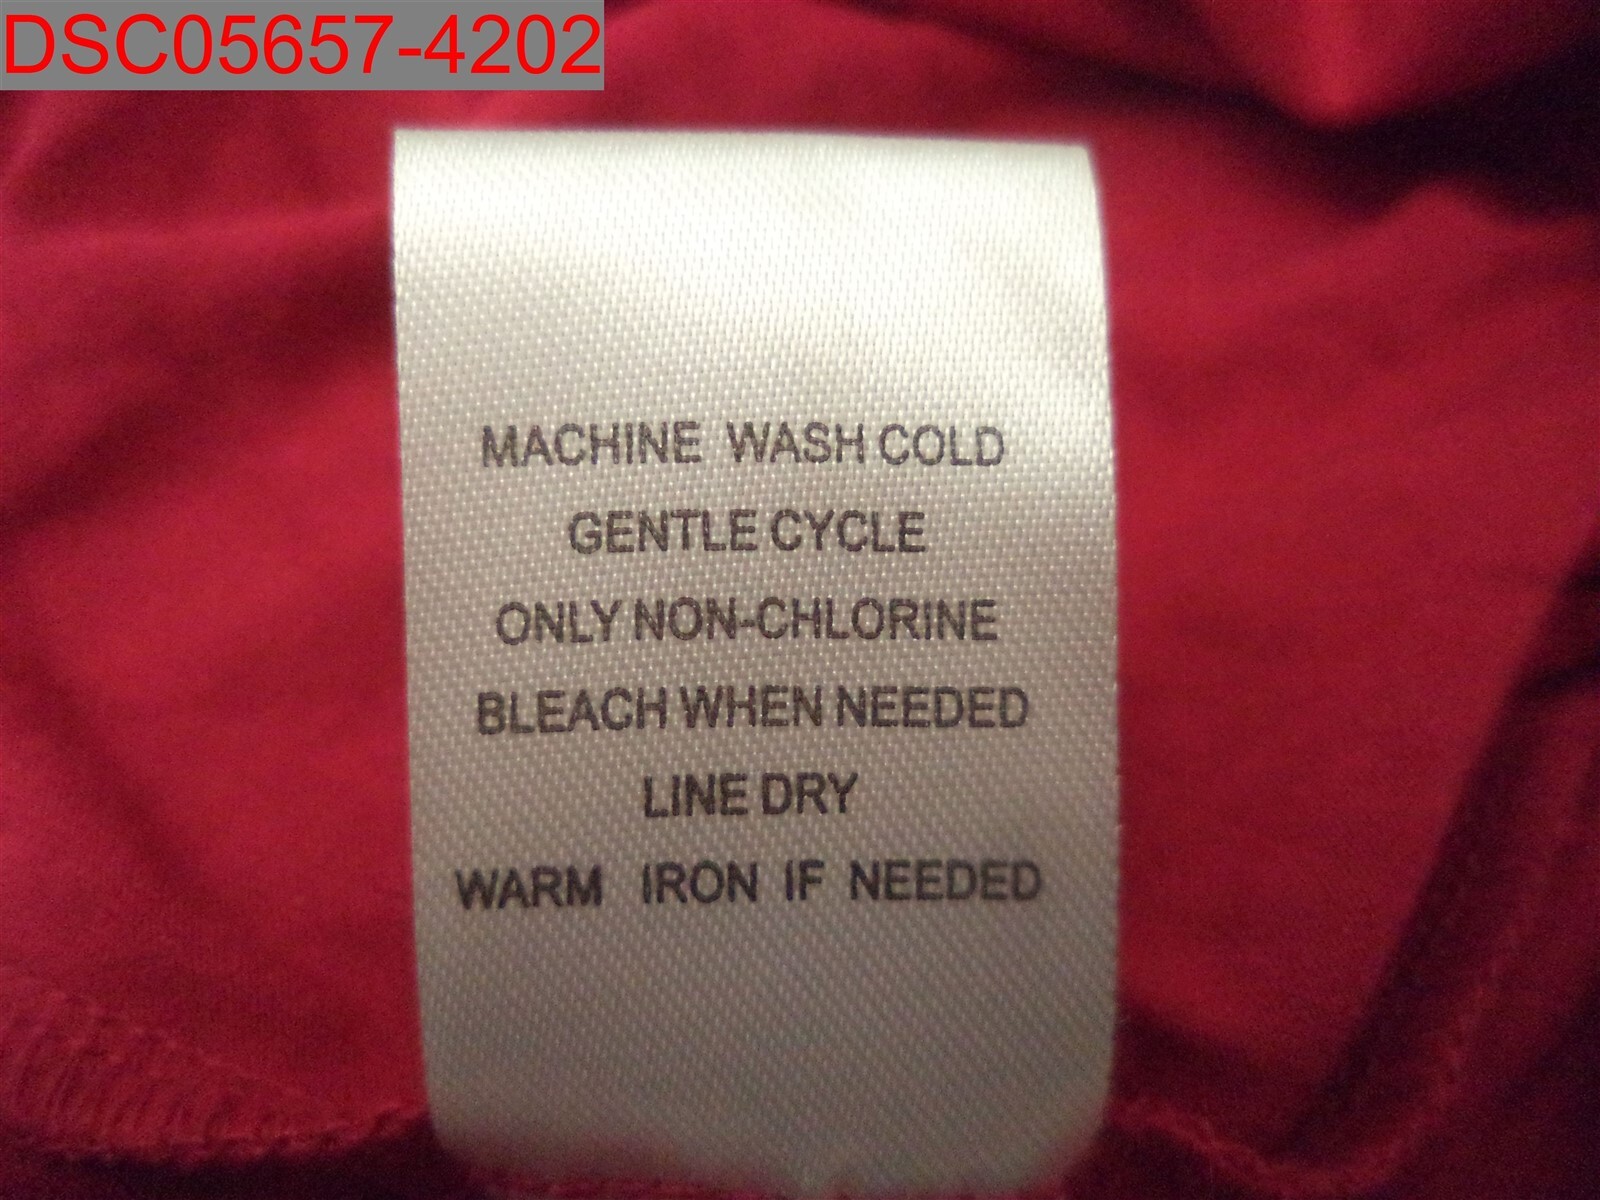 DSC05657-4202
MACHINE WASH COLD
GENTLE CYCLE
ONLY NON-CHLORINE
BLEACH WHEN NEEDED
LINE DRY
WARM IRON IF NEEDED